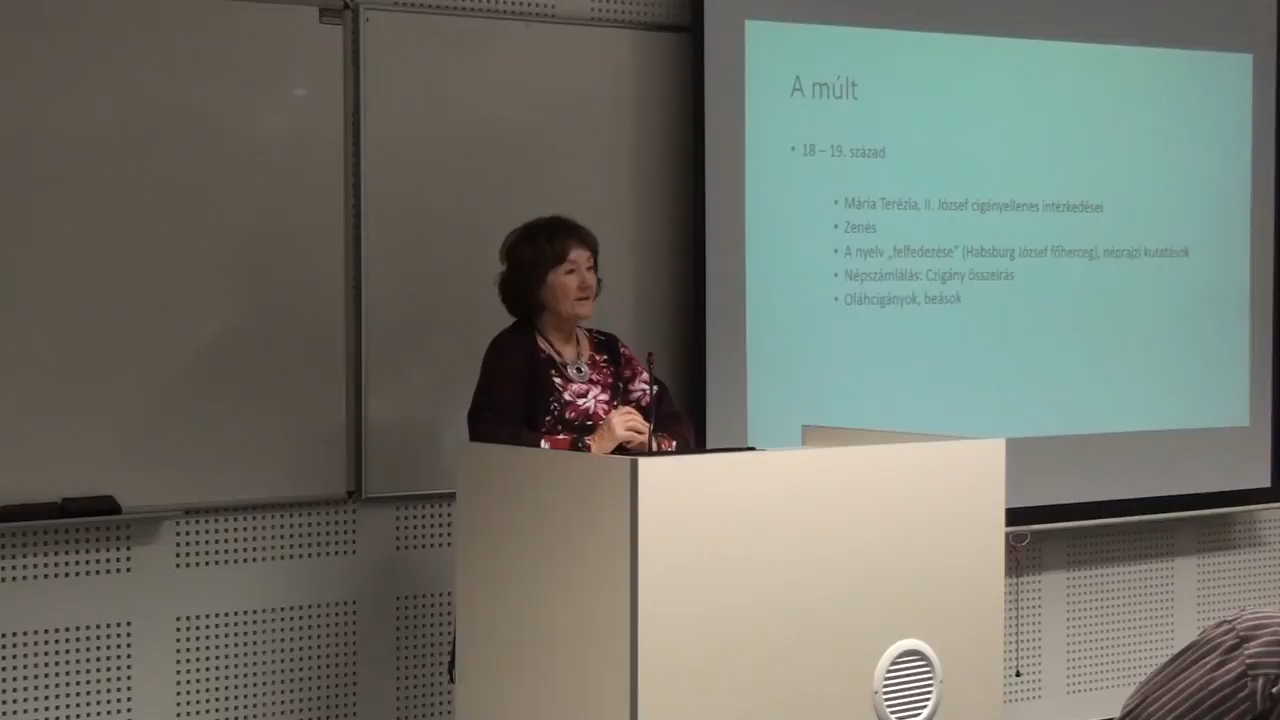 A múlt
• 18 – 19. század
• Mária Terézia, II. József cigányellenes intézkedései
• Zenés
• A nyelv „felfedezése” (Habsburg József főherceg), néprajzi kutatások
• Népszámlálás: Czigány összeírás
• Oláhcigányok, beások